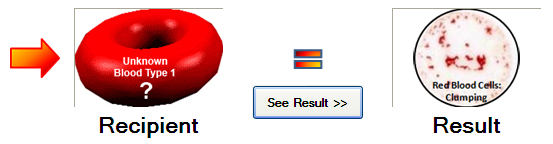 Unknown
Blood Type 1
?
Recipient
See Result >>
Red Blood Cells:
Clumping
Result